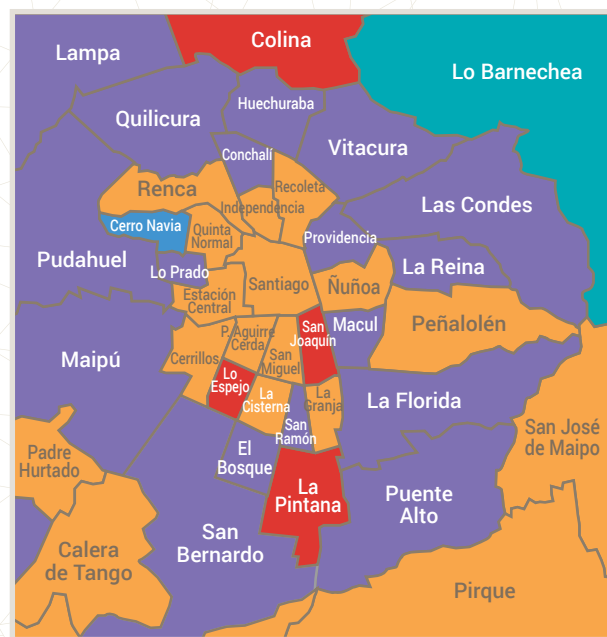 Colina
Lampa
Lo Barnechea
Huechuraba
Quilicura
Vitacura
Conchalí
Renca
Recoleta
Independencia
Las Condes
Cerro Navia
Quinta
Normal
Providencia
Pudahuel
Lo Prado
La Reina
Santiago
Ñuñoa
Estación
Central
San
Joaquín
Macul
Peñalolén
P. Aguirre
Cerda
Maipú
Cerrillos
San
Miguel
Lo
Espejo
La
Cisterna
La
Granja
La Florida
San
Ramón
San José
de Maipo
El
Bosque
Padre
Hurtado
La
Pintana
Puente
Alto
San
Bernardo
Calera
de Tango
Pirque